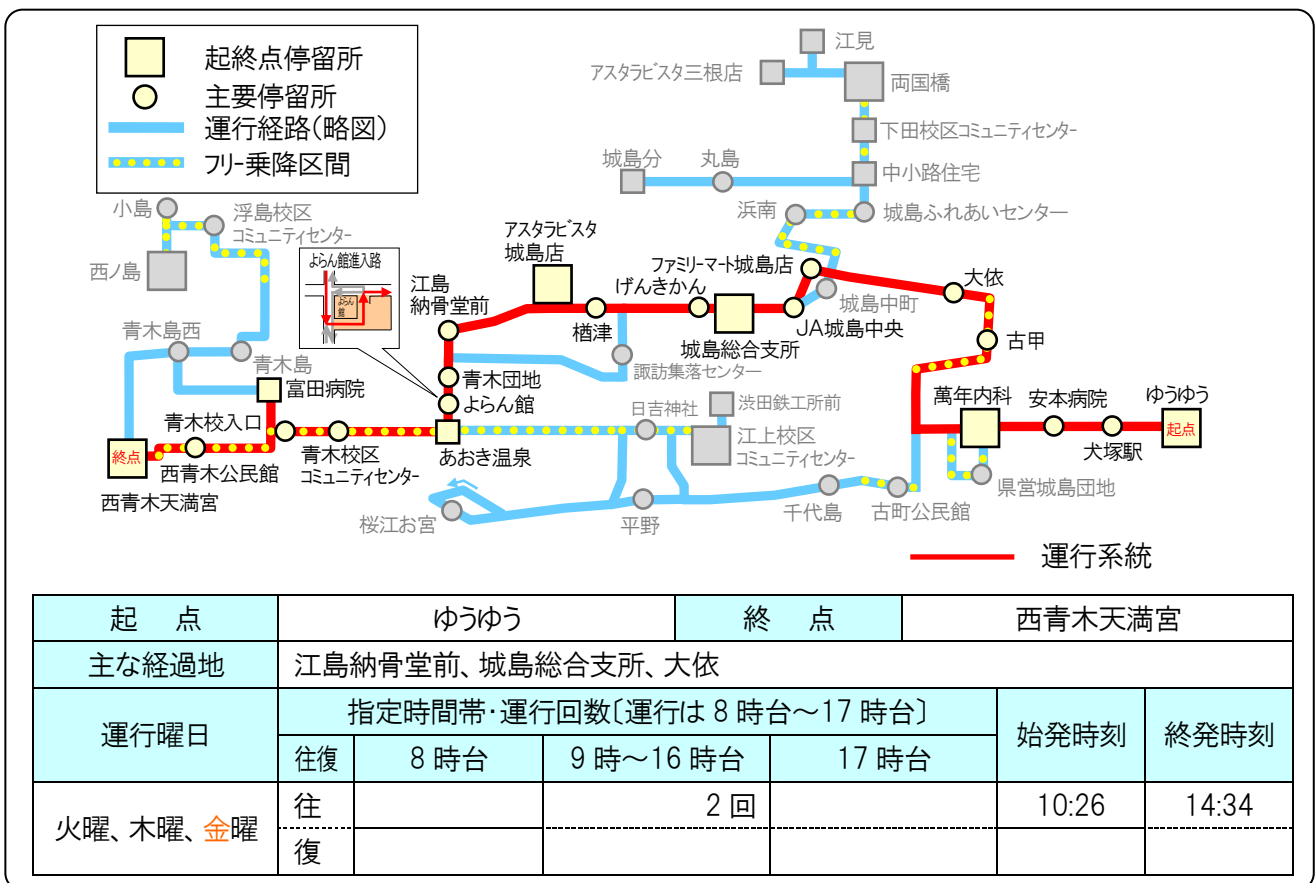 起終点停留所
主要停留所
運行経路(略図)
フリー乗降区間
江見
アスタラビスタ三根店
両国橋
下田校区コミュニティセンター
城島分
丸島
中小路住宅
浜南
城島ふれあいセンター
小島
浮島校区
コミュニティセンター
西ノ島
よらん館進入路
よらん
館
江島
納骨堂前
アスタラビスタ
城島店
ファミリーマート城島店
げんきかん
大依
城島中町
楢津
城島総合支所
JA城島中央
古甲
青木島西
青木島
富田病院
青木団地
よらん館
諏訪集落センター
日吉神社
渋田鉄工所前
萬年内科
安本病院
ゆうゆう
起点
犬塚駅
青木校入口
終点
西青木公民館
西青木天満宮
青木校区
コミュニティセンター
あおき温泉
江上校区
コミュニティセンター
県営城島団地
桜江お宮
平野
千代島
古町公民館
運行系統
起 点 ゆうゆう 終 点 西青木天満宮
主な経過地 江島納骨堂前、城島総合支所、大依
運行曜日 指定時間帯・運行回数〔運行は 8 時台～17 時台〕 始発時刻 終発時刻
往復 8 時台 9 時～16 時台 17 時台
火曜、木曜、金曜 往 2 回 10:26 14:34
復